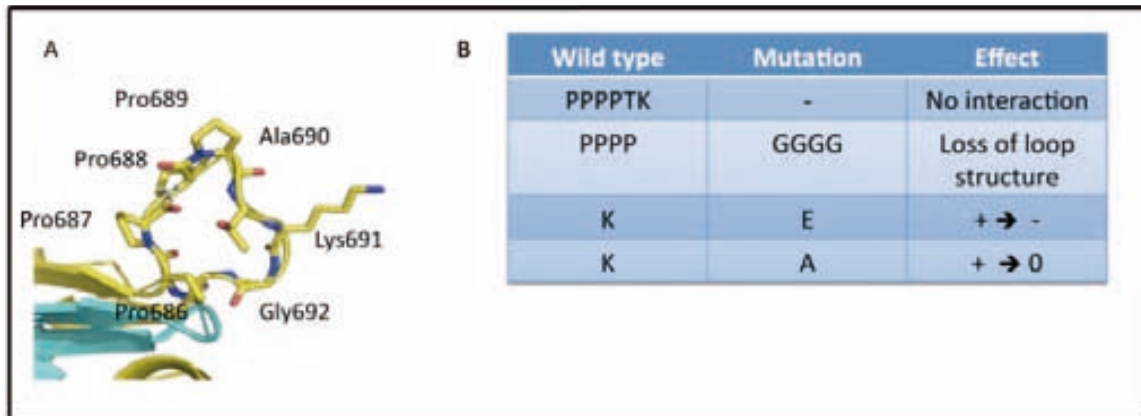 A
Pro689
Ala690
Pro688
Pro687
Lys691
Pro686
Gly692
B
Wild type Mutation Effect
PPPPTK - No interaction
PPPP GGGG Loss of loop
structure
K E + ➔ -
K A + ➔ 0